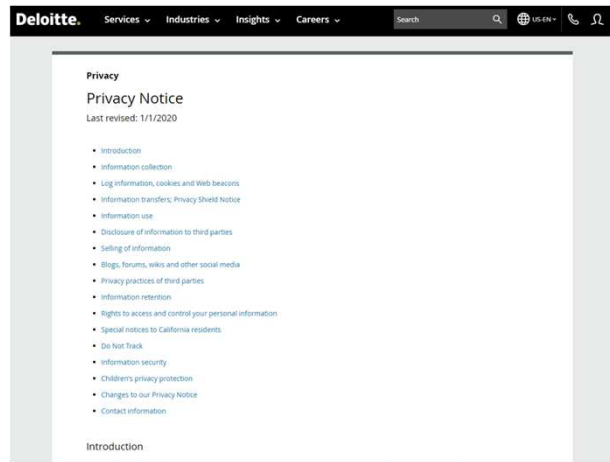 Deloitte. Services Industries Insights Careers Search US-EN
Privacy
Privacy Notice
Last revised: 1/1/2020
Introduction
Information collection
Log information, cookies and Web beacons
Information transfers; Privacy Shield Notice
Information use
Disclosure of information to third parties
Selling of information
Blogs, forums, wikis and other social media
Privacy practices of third parties
Information retention
Rights to access and control your personal information
Special notices to California residents
Do Not Track
Information security
Children's privacy protection
Changes to our Privacy Notice
Contact information
Introduction